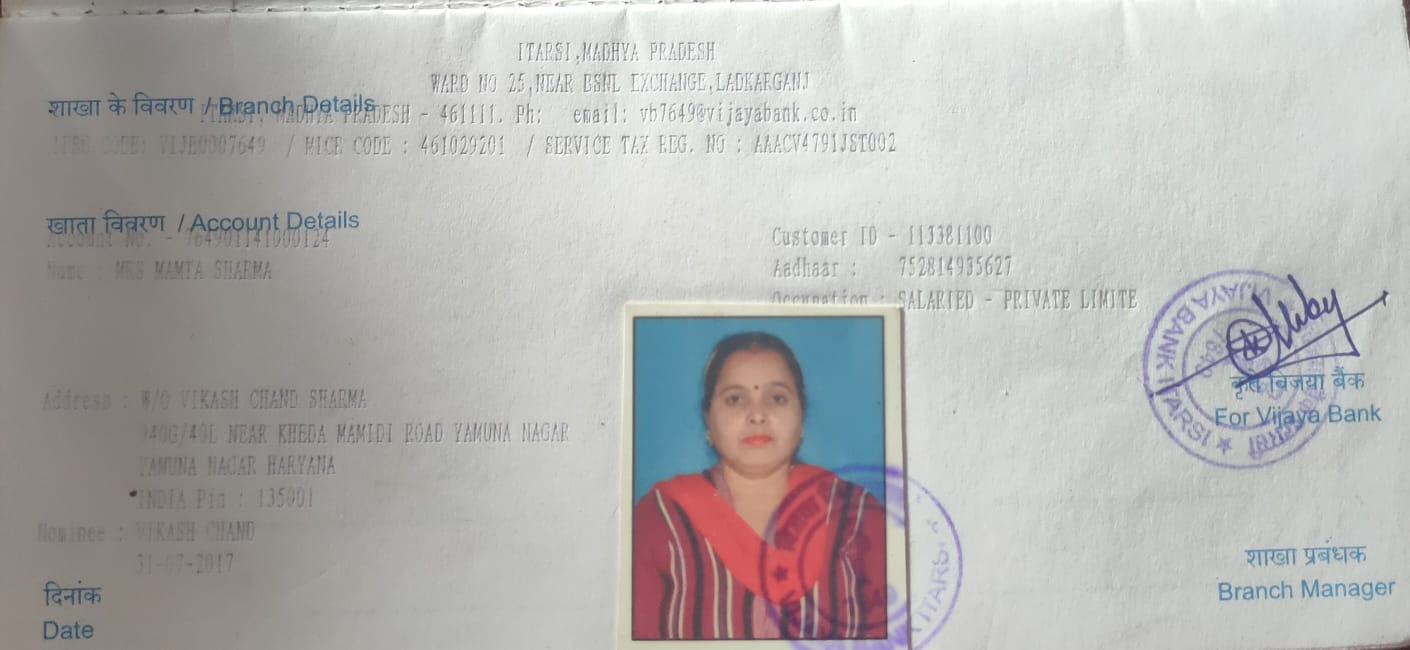 ITARSI,MADHYA PRADESH
WARD NO 25,NEAR BSNL EXCHANGE,LADKARGANJ
शाखा के विवरण / Branch Details
ITARSI, MADHYA PRADESH - 461111. Ph: email: vb7649@vijayabank.co.in
IFSC CODE: VIJB0007649 / MICR CODE : 461029201 / SERVICE TAX REG. NO : AAACV4791JST002
खाता विवरण / Account Details
Account No. - 764901141000124
Customer ID - 113381100
Name : MRS MAMTA SHARMA
Aadhaar : 752814935627
Occupation : SALARIED - PRIVATE LIMITE
VIJAYA BANK ITARSI
7649
कृते विजया बैंक
For Vijaya Bank
Address : W/O VIKASH CHAND SHARMA
940G/40L NEAR KHEDA MAMIDI ROAD YAMUNA NAGAR
YAMUNA NAGAR HARYANA
INDIA Pin : 135001
Nominee : VIKASH CHAND
31-07-2017
ITARSI
शाखा प्रबंधक
Branch Manager
दिनांक
Date